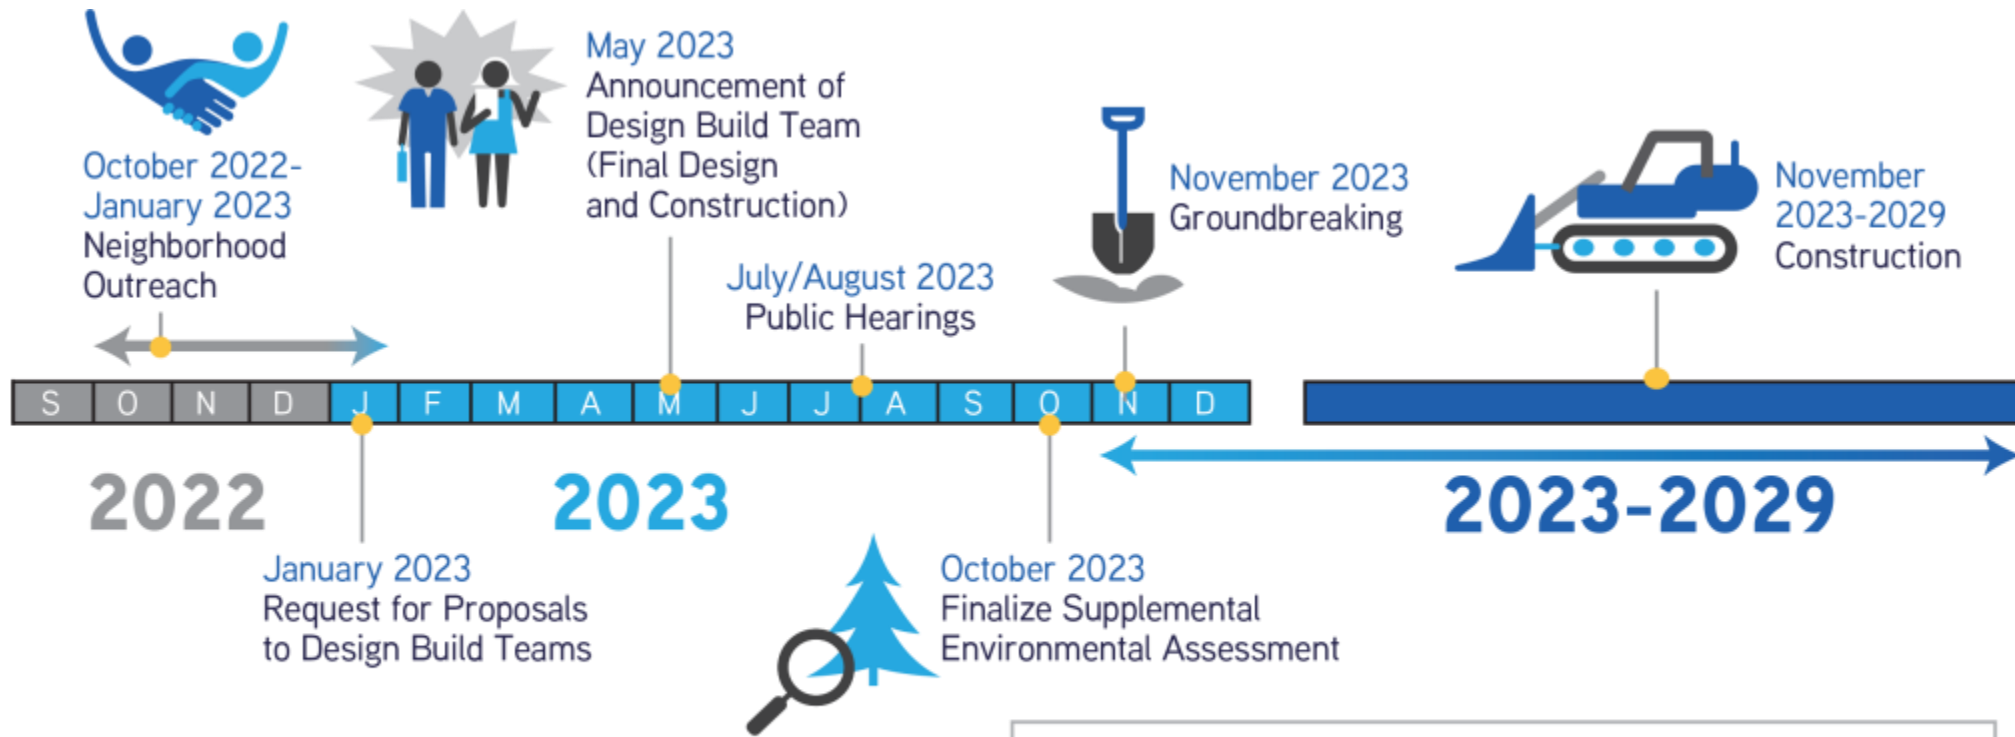 October 2022-
January 2023
Neighborhood
Outreach
May 2023
Announcement of
Design Build Team
(Final Design
and Construction)
July/August 2023
Public Hearings
November 2023
Groundbreaking
November
2023-2029
Construction
S O N D J F M A M J J A S O N D
2022
2023
2023-2029
January 2023
Request for Proposals
to Design Build Teams
October 2023
Finalize Supplemental
Environmental Assessment